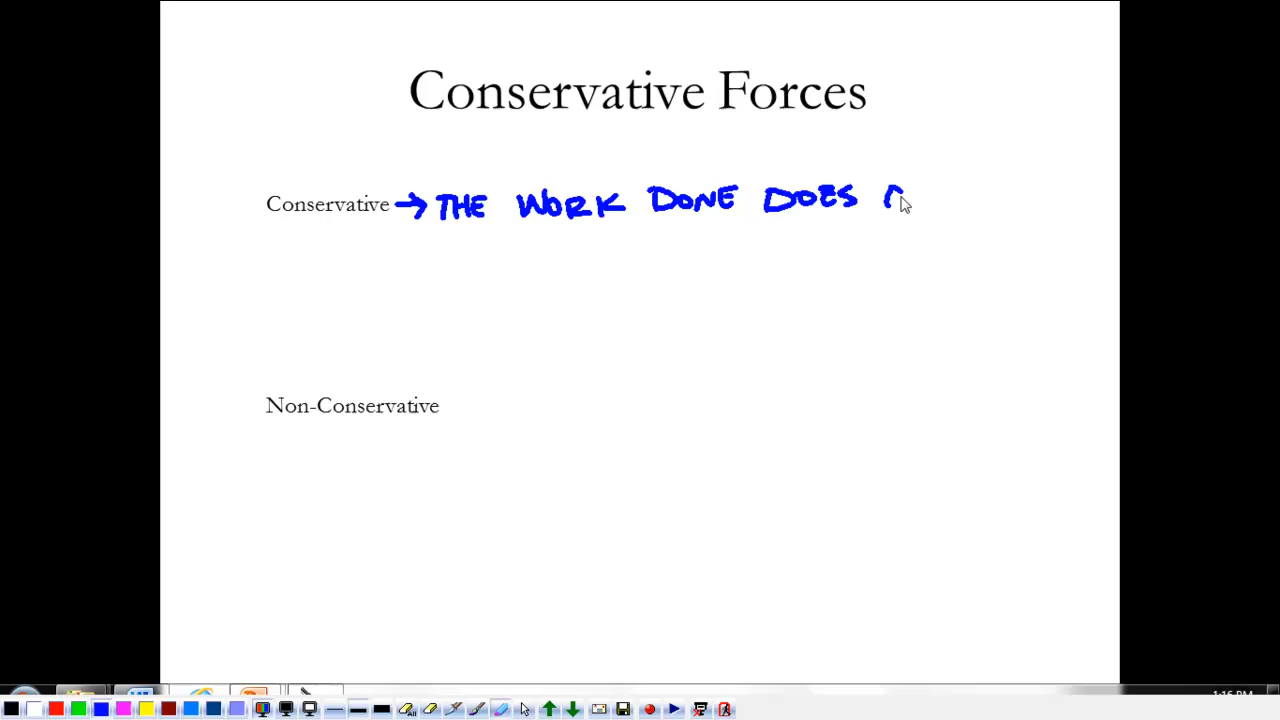 Conservative Forces
Conservative → THE WORK DONE DOES
Non-Conservative